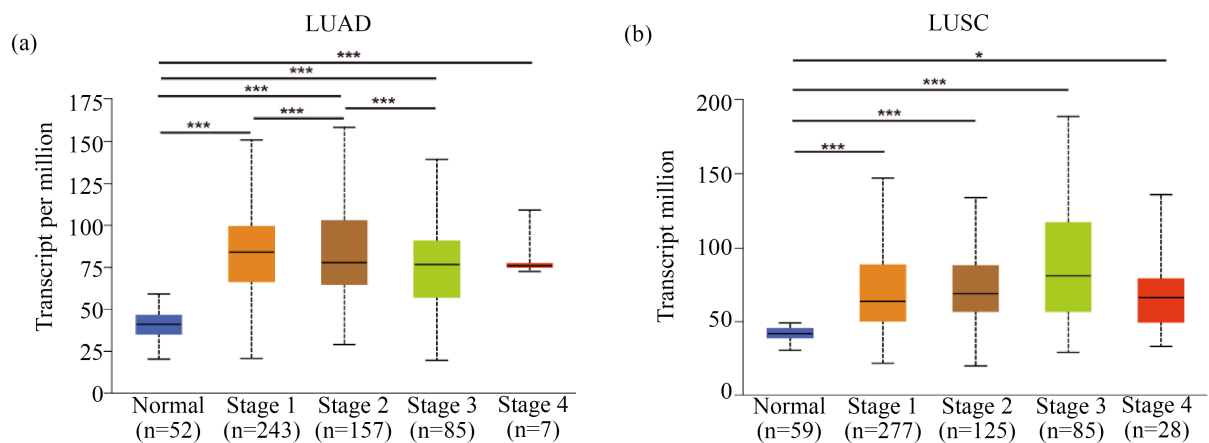 LUAD
(a)
***
***
***
***
***
***
175
150
125
100
75
50
25
0
Transcript per million
Normal
(n=52)
Stage 1
(n=243)
Stage 2
(n=157)
Stage 3
(n=85)
Stage 4
(n=7)
LUSC
(b)
*
***
***
***
200
150
100
50
0
Transcript million
Normal
(n=59)
Stage 1
(n=277)
Stage 2
(n=125)
Stage 3
(n=85)
Stage 4
(n=28)